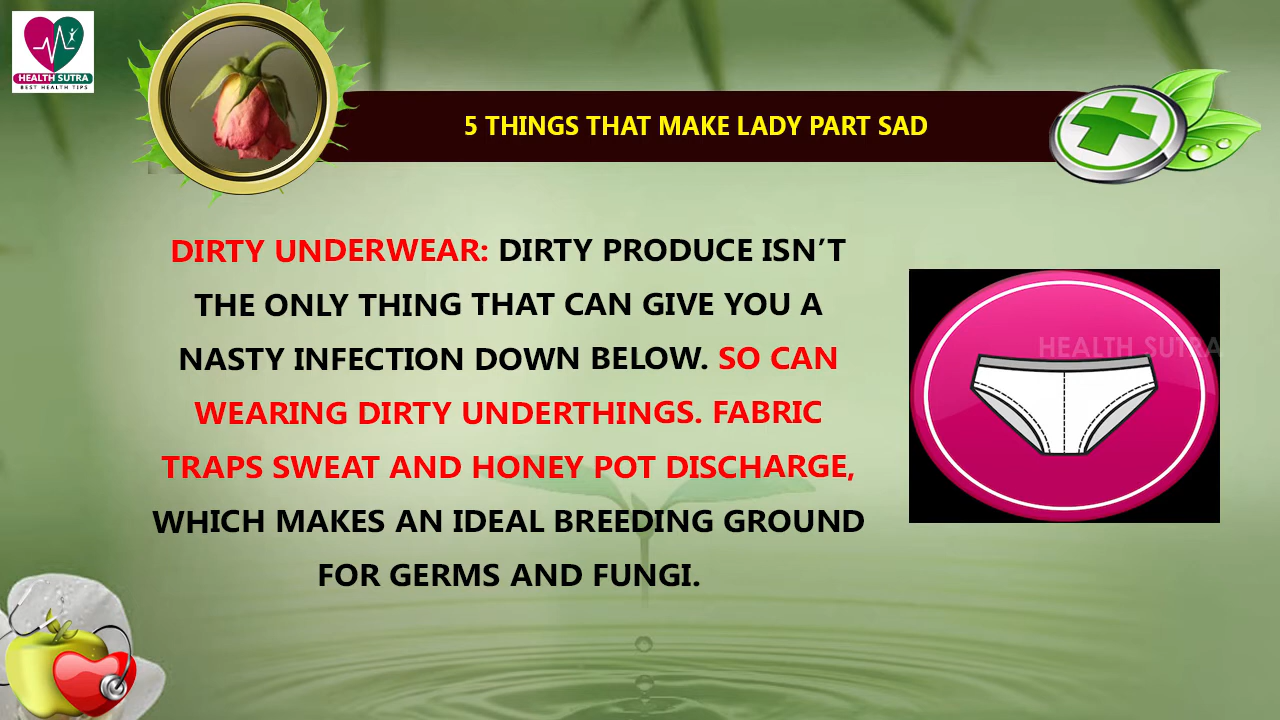 HEALTH SUTRA
BEST HEALTH TIPS
5 THINGS THAT MAKE LADY PART SAD
DIRTY UNDERWEAR: DIRTY PRODUCE ISN’T
THE ONLY THING THAT CAN GIVE YOU A
NASTY INFECTION DOWN BELOW. SO CAN
WEARING DIRTY UNDERTHINGS. FABRIC
TRAPS SWEAT AND HONEY POT DISCHARGE,
WHICH MAKES AN IDEAL BREEDING GROUND
FOR GERMS AND FUNGI.
HEALTH SUTRA